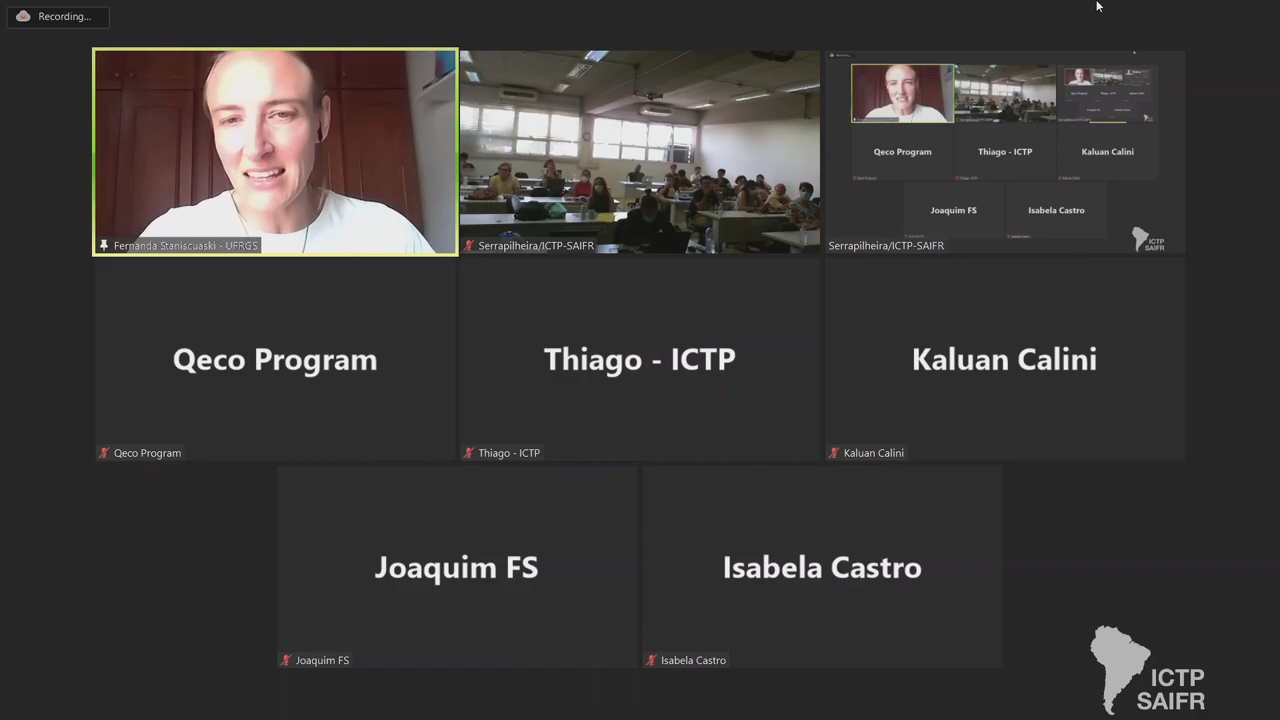 Recording...
Fernanda Staniscuaski - UFRGS
Serrapilheira/ICTP-SAIFR
Qeco Program
Thiago - ICTP
Kaluan Calini
Joaquim FS
Isabela Castro
ICTP
SAIFR
Serrapilheira/ICTP-SAIFR
Qeco Program
Thiago - ICTP
Kaluan Calini
Qeco Program
Thiago - ICTP
Kaluan Calini
Joaquim FS
Isabela Castro
Joaquim FS
Isabela Castro
ICTP
SAIFR